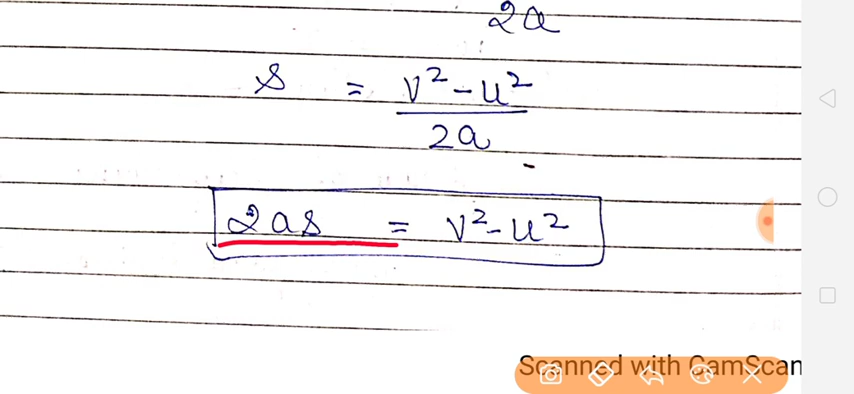 2a
s = v² - u²
2a
2as = v² - u²
Scanned with CamScan